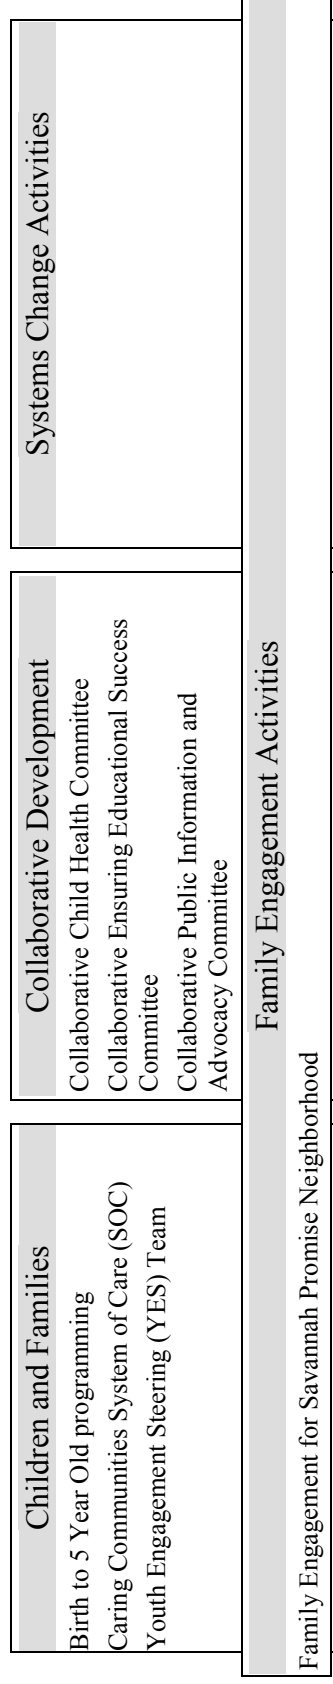 Children and Families
Birth to 5 Year Old programming
Caring Communities System of Care (SOC)
Youth Engagement Steering (YES) Team
Collaborative Development
Collaborative Child Health Committee
Collaborative Ensuring Educational Success
Committee
Collaborative Public Information and
Advocacy Committee
Systems Change Activities
Family Engagement Activities
Family Engagement for Savannah Promise Neighborhood